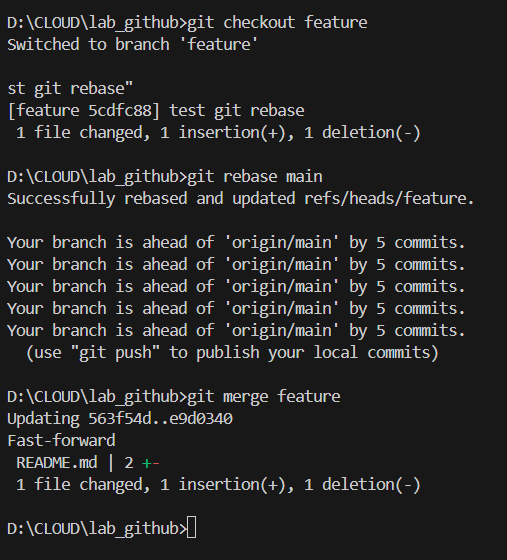 D:\CLOUD\lab_github>git checkout feature
Switched to branch 'feature'
st git rebase"
[feature 5cdfc88] test git rebase
 1 file changed, 1 insertion(+), 1 deletion(-)
D:\CLOUD\lab_github>git rebase main
Successfully rebased and updated refs/heads/feature.
Your branch is ahead of 'origin/main' by 5 commits.
Your branch is ahead of 'origin/main' by 5 commits.
Your branch is ahead of 'origin/main' by 5 commits.
Your branch is ahead of 'origin/main' by 5 commits.
Your branch is ahead of 'origin/main' by 5 commits.
  (use "git push" to publish your local commits)
D:\CLOUD\lab_github>git merge feature
Updating 563f54d..e9d0340
Fast-forward
 README.md | 2 +-
 1 file changed, 1 insertion(+), 1 deletion(-)
D:\CLOUD\lab_github>